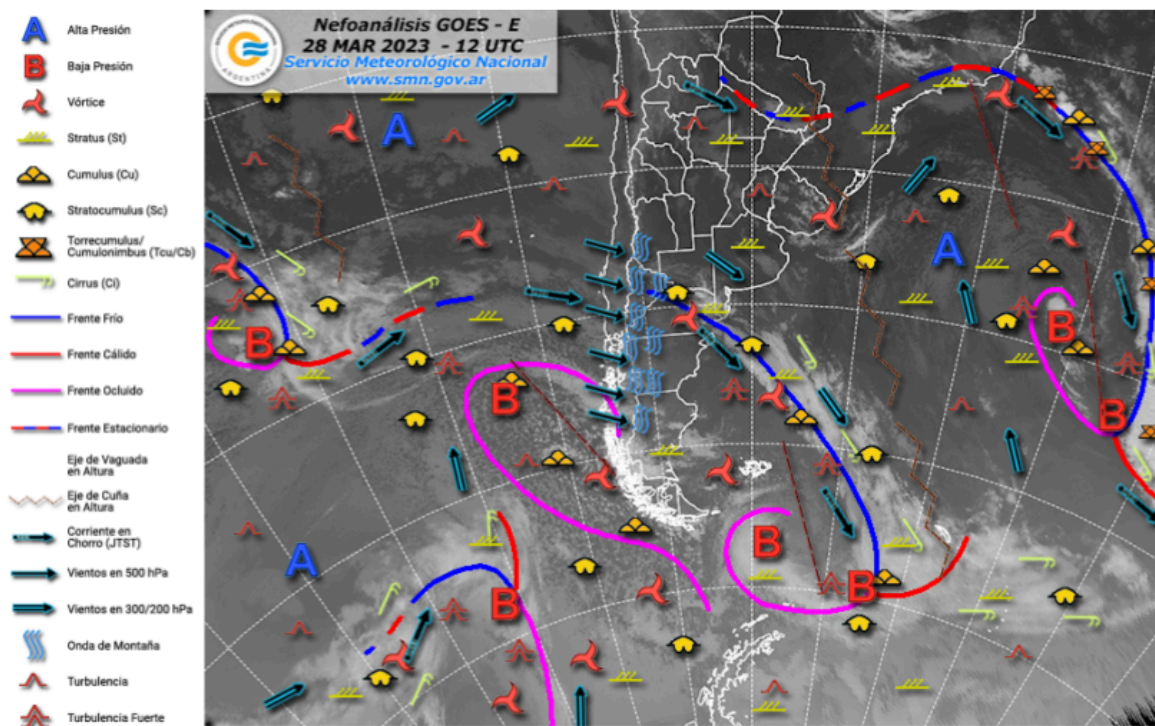 Alta Presión
Baja Presión
Vórtice
Stratus (St)
Cumulus (Cu)
Stratocumulus (Sc)
Torrecumulus/
Cumulonimbus (Tcu/Cb)
Cirrus (Ci)
Frente Frío
Frente Cálido
Frente Ocluido
Frente Estacionario
Eje de Vaguada
en Altura
Eje de Cuña
en Altura
Corriente en
Chorro (JTST)
Vientos en 500 hPa
Vientos en 300/200 hPa
Onda de Montaña
Turbulencia
Turbulencia Fuerte
A
B
ARGENTINA
Nefoanálisis GOES - E
28 MAR 2023 - 12 UTC
Servicio Meteorológico Nacional
www.smn.gov.ar
A
A
B
B
B
B
B
B
B
A
B